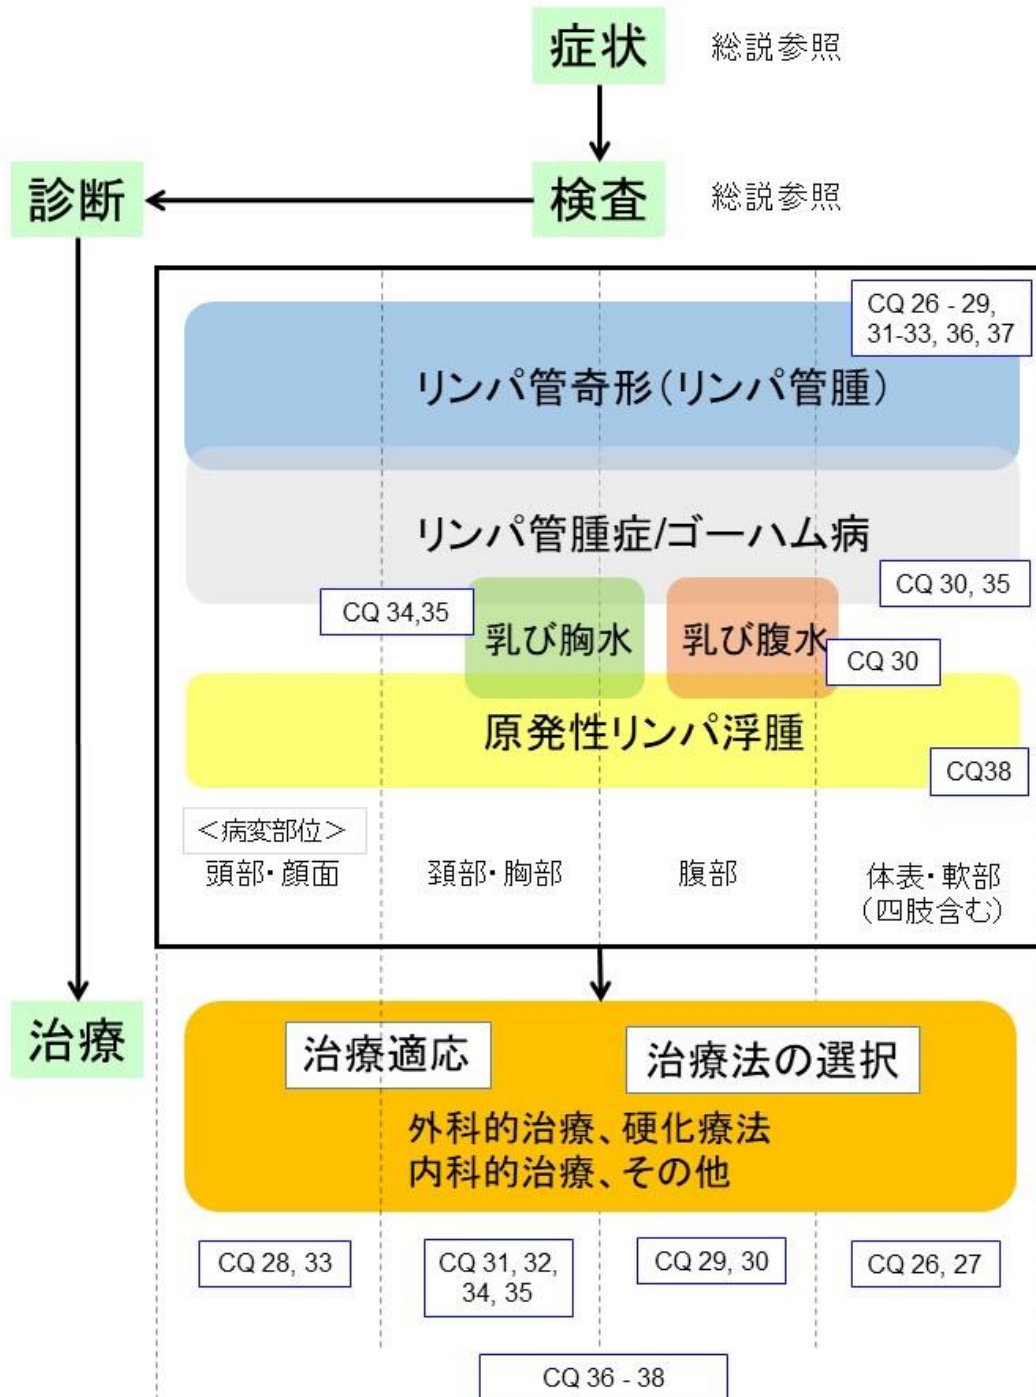 症状
総説参照
診断
検査
総説参照
CQ 26 - 29,
31-33, 36, 37
リンパ管奇形(リンパ管腫)
リンパ管腫症/ゴーハム病
CQ 30, 35
CQ 34,35
乳び胸水
乳び腹水
CQ 30
原発性リンパ浮腫
CQ38
＜病変部位＞
頭部・顔面
頚部・胸部
腹部
体表・軟部
(四肢含む)
治療
治療適応
治療法の選択
外科的治療、硬化療法
内科的治療、その他
CQ 28, 33
CQ 31, 32,
34, 35
CQ 29, 30
CQ 26, 27
CQ 36 - 38